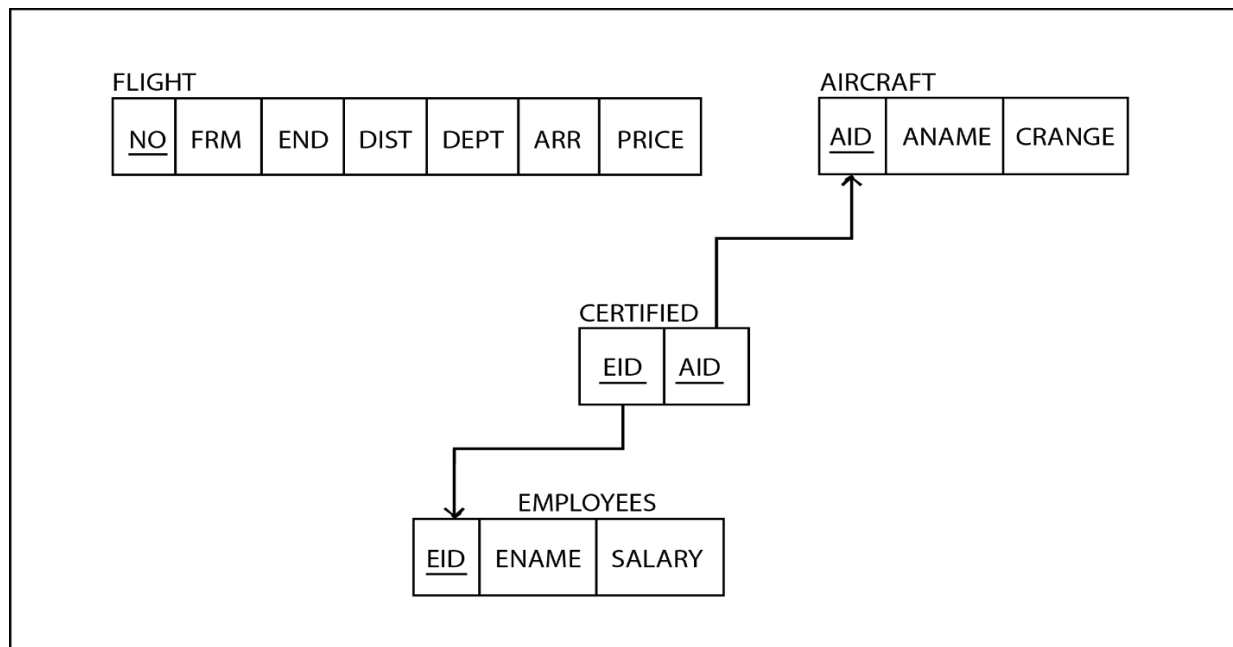 FLIGHT
NO FRM END DIST DEPT ARR PRICE
AIRCRAFT
AID ANAME CRANGE
CERTIFIED
EID AID
EMPLOYEES
EID ENAME SALARY